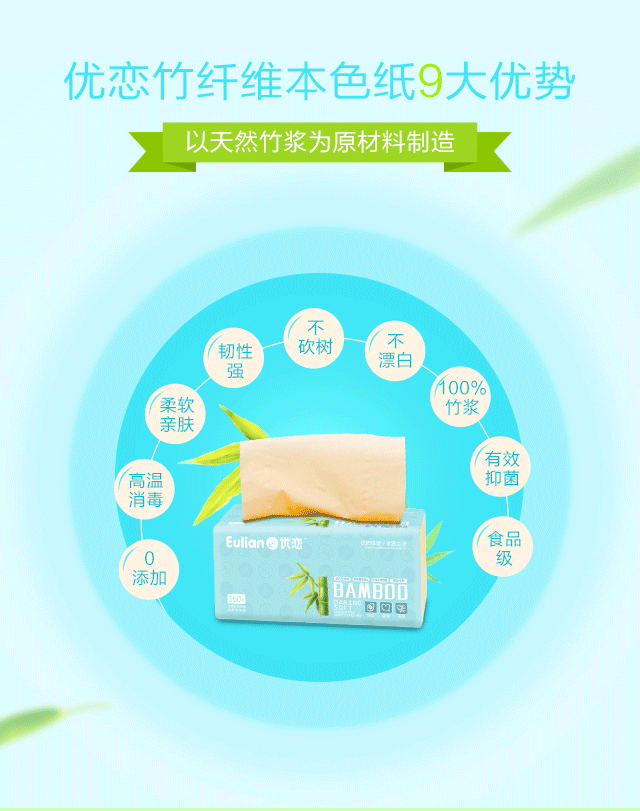 优恋竹纤维本色纸9大优势
以天然竹浆为原材料制造
不
砍树
不
漂白
韧性
强
100%
竹浆
柔软
亲肤
有效
抑菌
高温
消毒
食品
级
0
添加
Eulian 优恋
BAMBOO
BABING
SOFT